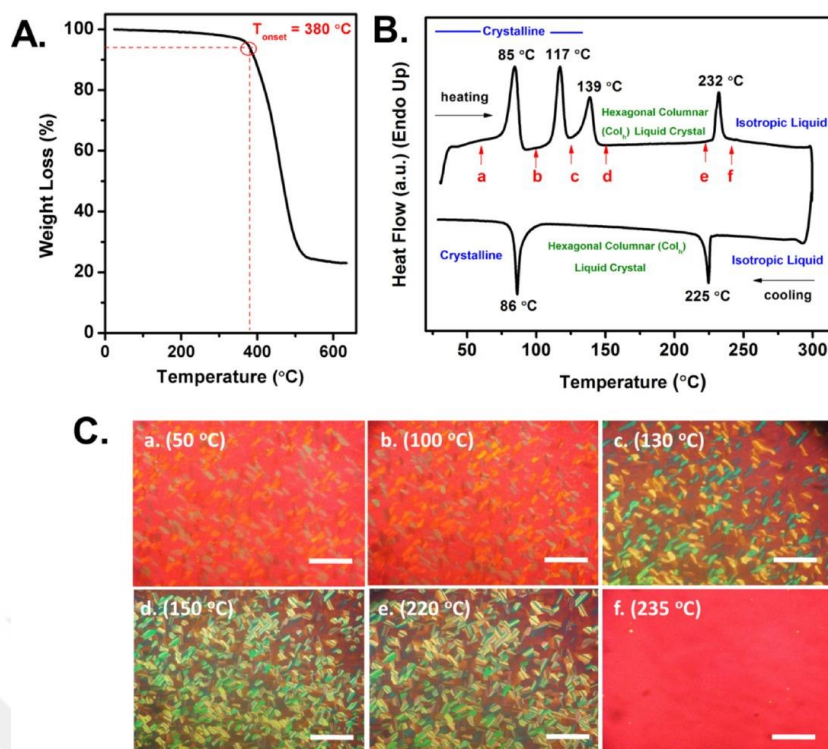 A.
T_onset = 380 °C
Weight Loss (%)
100
80
60
40
20
0
0 200 400 600
Temperature (°C)
B.
Crystalline
85 °C 117 °C
139 °C
232 °C
heating
Hexagonal Columnar
(Col_h) Liquid Crystal
Isotropic Liquid
a b c d e f
Heat Flow (a.u.) (Endo Up)
Crystalline
Hexagonal Columnar (Col_h)
Liquid Crystal
Isotropic Liquid
86 °C
225 °C
cooling
50 100 150 200 250 300
Temperature (°C)
C.
a. (50 °C)
b. (100 °C)
c. (130 °C)
d. (150 °C)
e. (220 °C)
f. (235 °C)